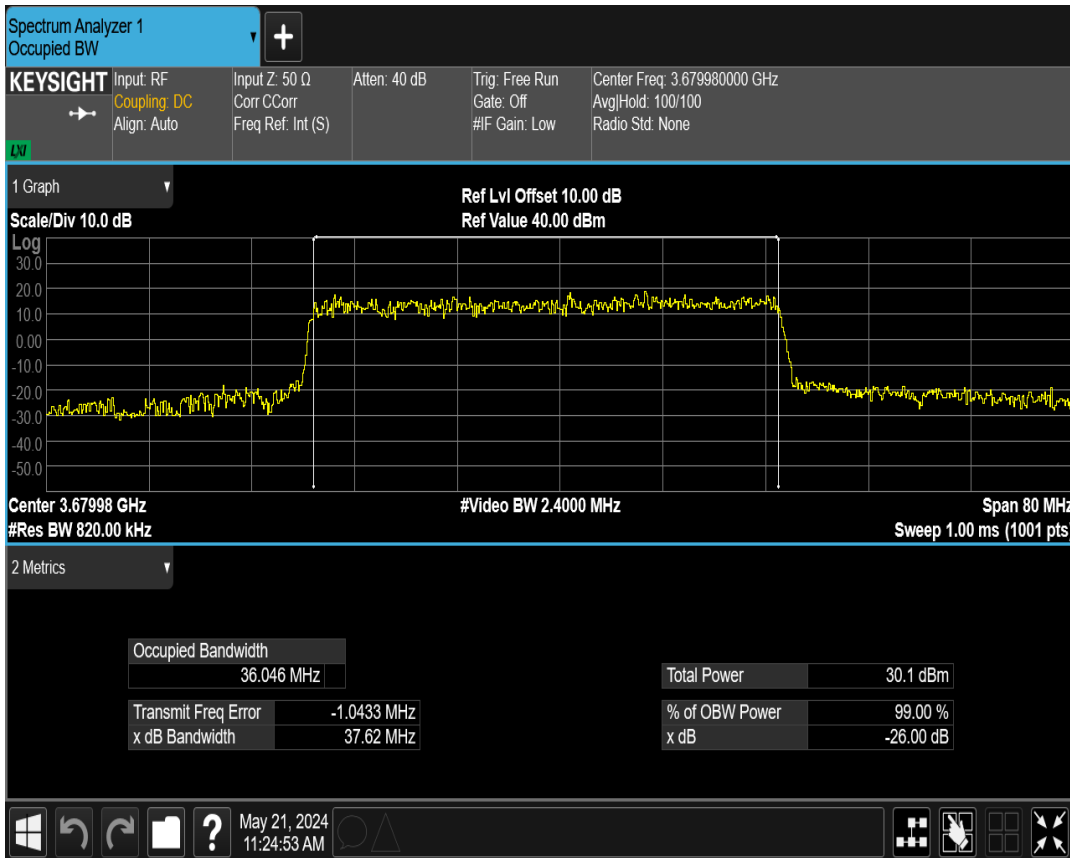 Spectrum Analyzer 1
Occupied BW
▼
+
KEYSIGHT
LXI
Input: RF
Coupling: DC
Align: Auto
Input Z: 50 Ω
Corr CCorr
Freq Ref: Int (S)
Atten: 40 dB
Trig: Free Run
Gate: Off
#IF Gain: Low
Center Freq: 3.679980000 GHz
Avg|Hold: 100/100
Radio Std: None
1 Graph ▼
Scale/Div 10.0 dB
Ref Lvl Offset 10.00 dB
Ref Value 40.00 dBm
Log
30.0
20.0
10.0
0.00
-10.0
-20.0
-30.0
-40.0
-50.0
Center 3.67998 GHz
#Res BW 820.00 kHz
#Video BW 2.4000 MHz
Span 80 MHz
Sweep 1.00 ms (1001 pts)
2 Metrics ▼
Occupied Bandwidth
36.046 MHz
Transmit Freq Error -1.0433 MHz
x dB Bandwidth 37.62 MHz
Total Power 30.1 dBm
% of OBW Power 99.00 %
x dB -26.00 dB
?
May 21, 2024
11:24:53 AM